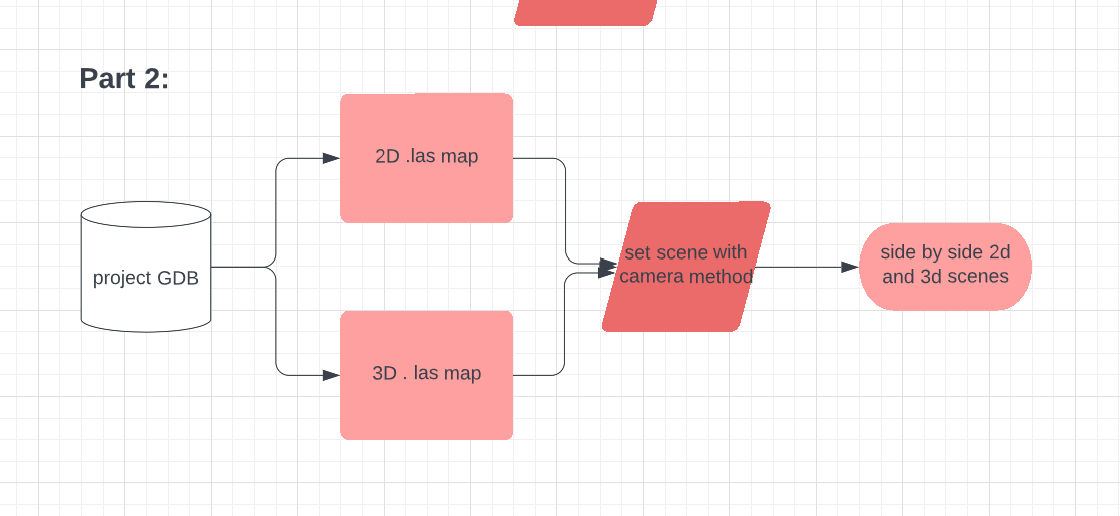 Part 2:
2D .las map
project GDB
set scene with
camera method
side by side 2d
and 3d scenes
3D . las map